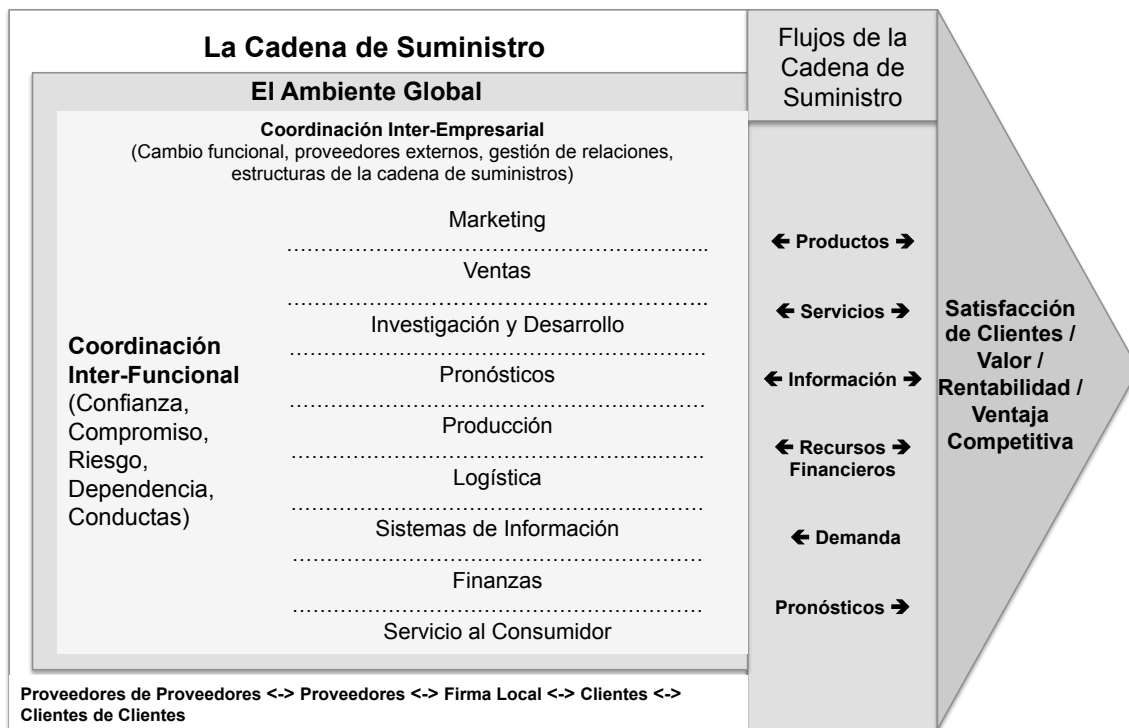 La Cadena de Suministro
El Ambiente Global
Coordinación Inter-Empresarial
(Cambio funcional, proveedores externos, gestión de relaciones,
estructuras de la cadena de suministros)
Coordinación
Inter-Funcional
(Confianza,
Compromiso,
Riesgo,
Dependencia,
Conductas)
Marketing
Ventas
Investigación y Desarrollo
Pronósticos
Producción
Logística
Sistemas de Información
Finanzas
Servicio al Consumidor
Flujos de la
Cadena de
Suministro
← Productos →
← Servicios →
← Información →
← Recursos →
Financieros
← Demanda
Pronósticos →
Satisfacción
de Clientes /
Valor /
Rentabilidad /
Ventaja
Competitiva
Proveedores de Proveedores <-> Proveedores <-> Firma Local <-> Clientes <->
Clientes de Clientes